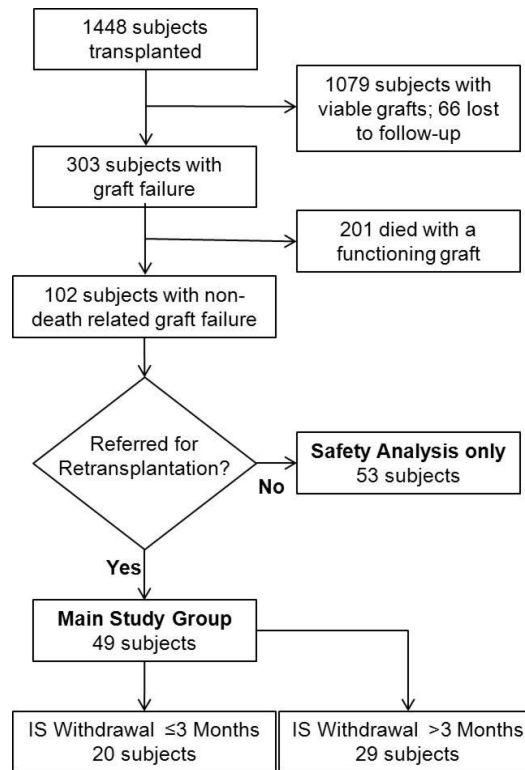 1448 subjects
transplanted
1079 subjects with
viable grafts; 66 lost
to follow-up
303 subjects with
graft failure
201 died with a
functioning graft
102 subjects with non-
death related graft failure
Referred for
Retransplantation?
No
Safety Analysis only
53 subjects
Yes
Main Study Group
49 subjects
IS Withdrawal ≤3 Months
20 subjects
IS Withdrawal >3 Months
29 subjects